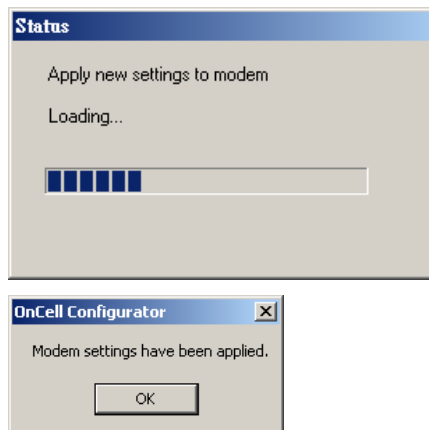 Status
Apply new settings to modem
Loading...
OnCell Configurator
Modem settings have been applied.
OK